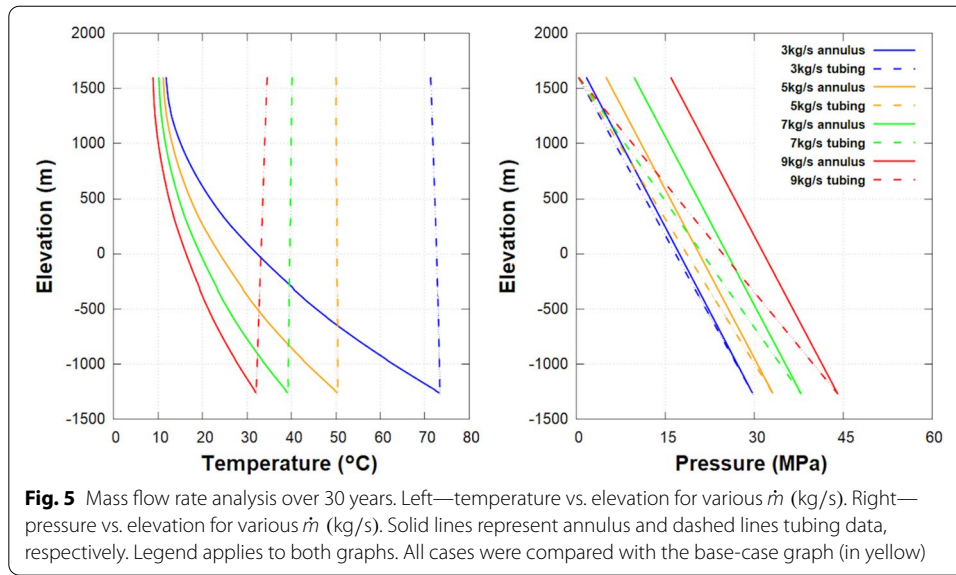 2000
1500
1000
500
0
-500
-1000
-1500
Elevation (m)
0 10 20 30 40 50 60 70 80
Temperature (°C)
2000
1500
1000
500
0
-500
-1000
-1500
Elevation (m)
0 15 30 45 60
Pressure (MPa)
3kg/s annulus
3kg/s tubing
5kg/s annulus
5kg/s tubing
7kg/s annulus
7kg/s tubing
9kg/s annulus
9kg/s tubing
Fig. 5 Mass flow rate analysis over 30 years. Left—temperature vs. elevation for various ṁ (kg/s). Right—
pressure vs. elevation for various ṁ (kg/s). Solid lines represent annulus and dashed lines tubing data,
respectively. Legend applies to both graphs. All cases were compared with the base-case graph (in yellow)